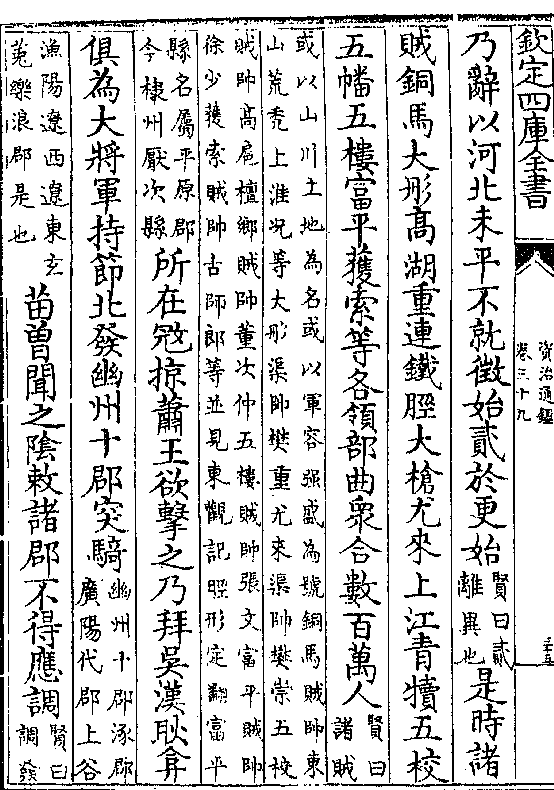 欽定四庫全書
資治通鑑
卷三十九
乃辭以河北未平不就徵始貳於更始
賢曰貳
離異也
是時諸
賊銅馬大彤高湖重連鐵脛大槍尤來上江青犢五校
五幡五樓富平獲索等各領部曲衆合數百萬人
賢曰
諸賊
或以山川土地為名或以軍容强盛為號銅馬賊帥東
山荒禿上淮况等大彤渠帥樊重尤來渠帥樊崇五校
賊帥高扈檀鄉賊帥董次仲五樓賊帥張文富平賊帥
徐少獲索賊帥古師郎等並見東觀記脛形定翻富平
縣名屬平原郡
今棣州厭次縣
所在宼掠蕭王欲擊之乃拜吳漢耿弇
俱為大將軍持節北發幽州十郡突騎
幽州十郡涿郡
廣陽代郡上谷
漁陽遼西遼東玄
菟樂浪郡是也
苗曾聞之陰敕諸郡不得應調
賢曰
調發